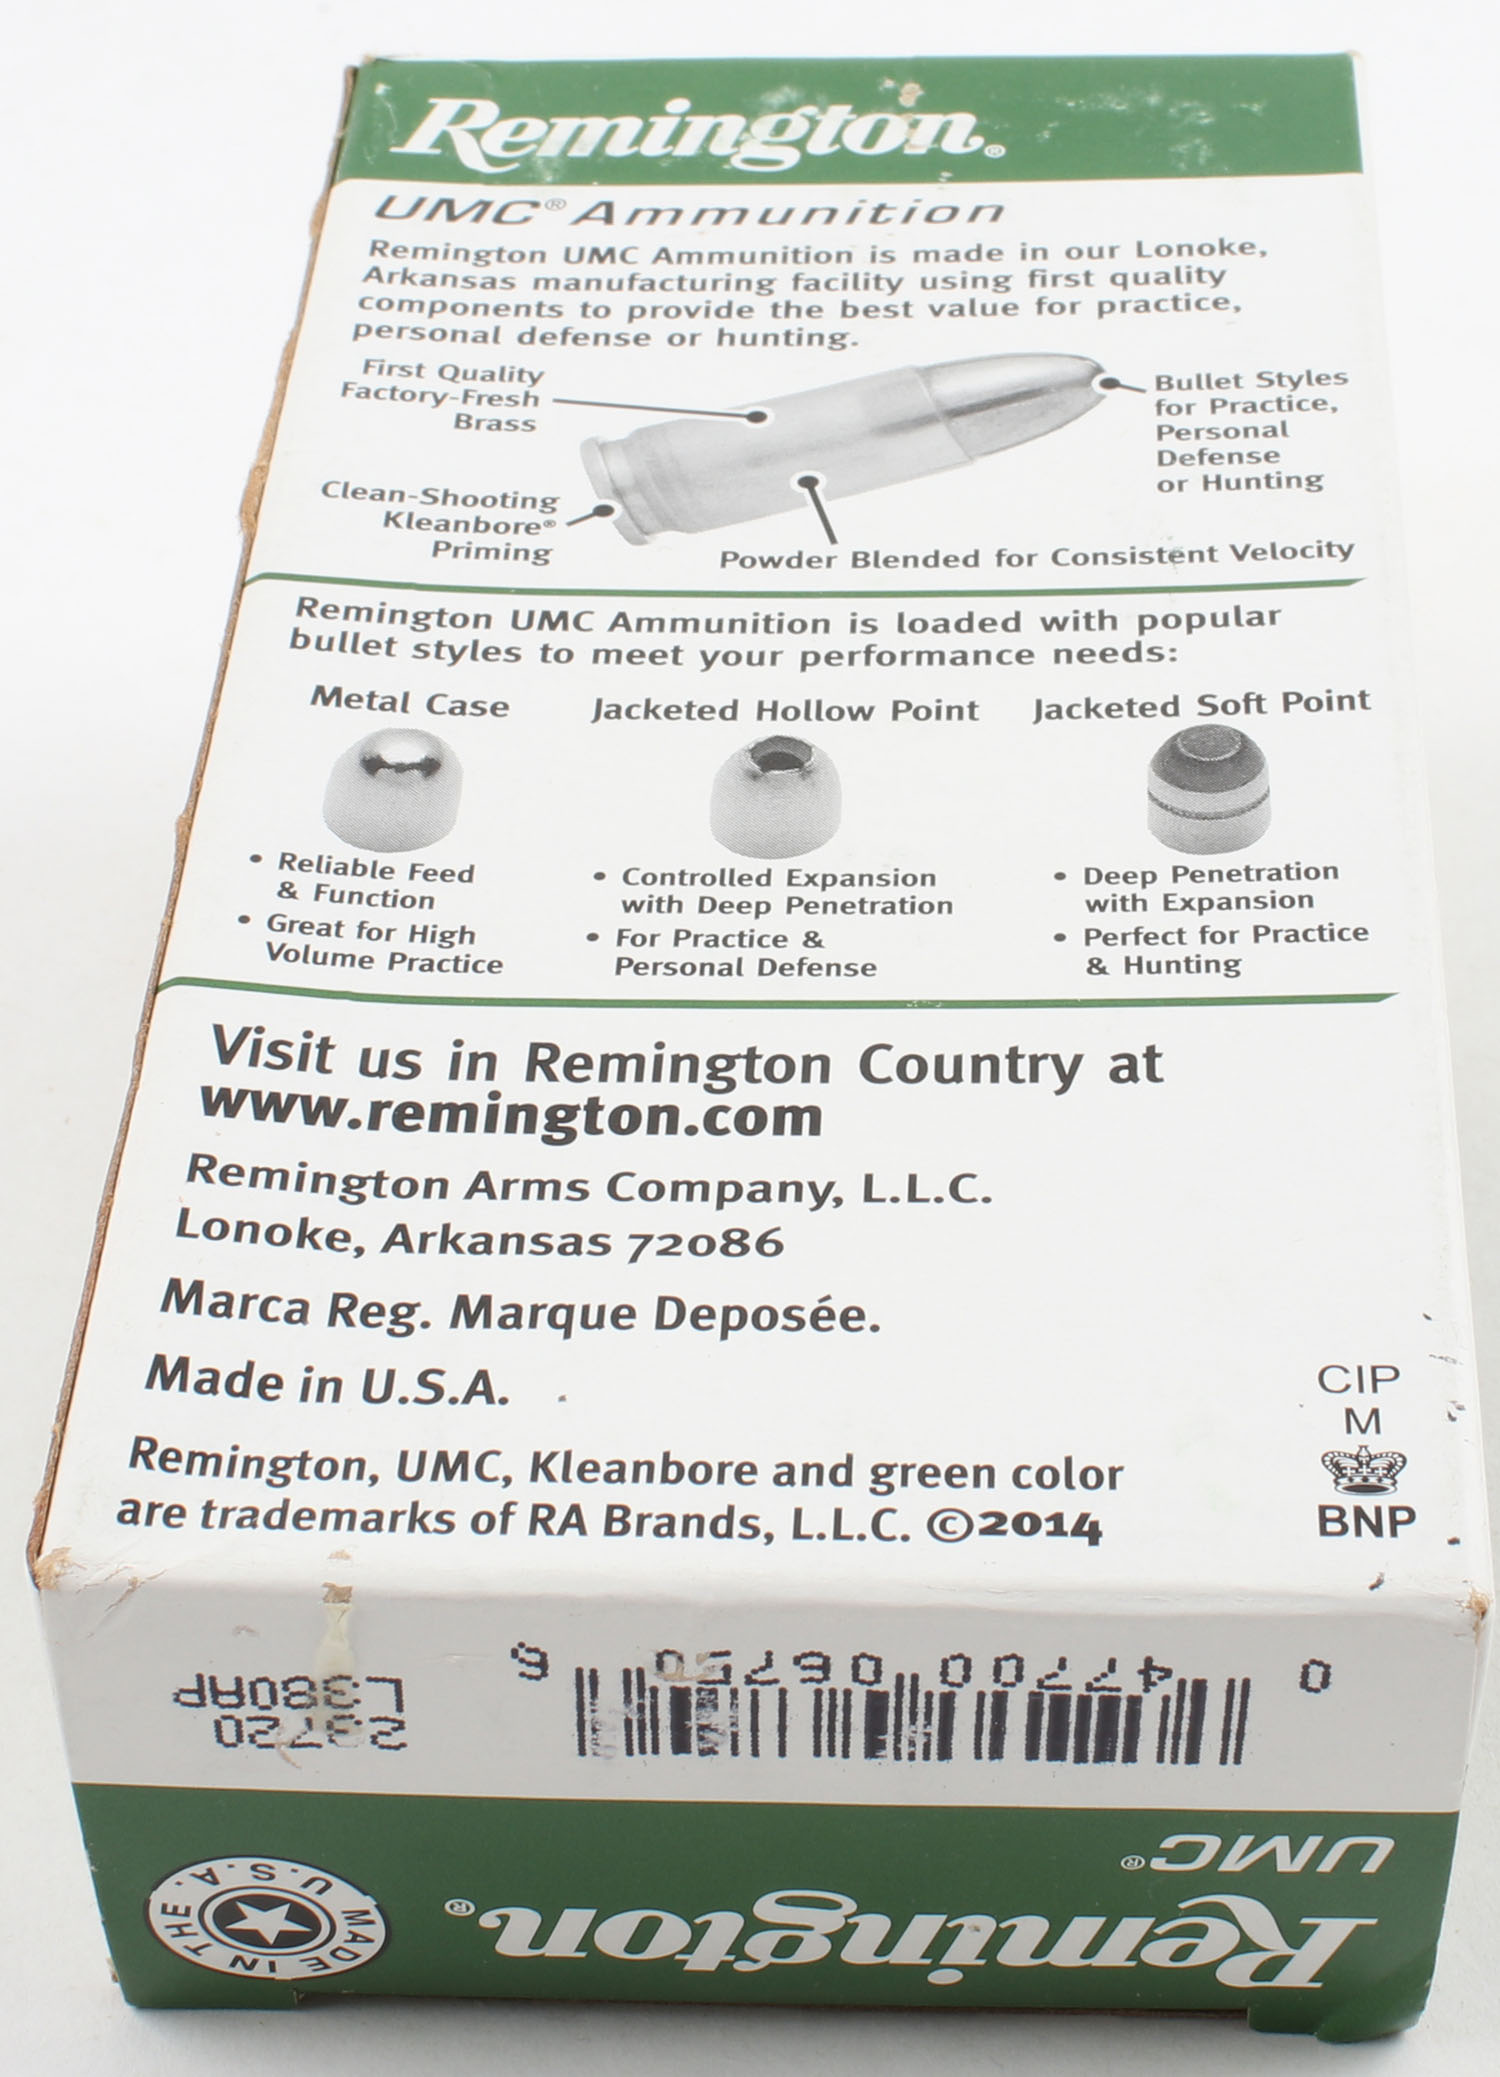 Remington®
UMC® Ammunition
Remington UMC Ammunition is made in our Lonoke,
Arkansas manufacturing facility using first quality
components to provide the best value for practice,
personal defense or hunting.
First Quality
Factory-Fresh
Brass
Clean-Shooting
Kleanbore®
Priming
Bullet Styles
for Practice,
Personal
Defense
or Hunting
Powder Blended for Consistent Velocity
Remington UMC Ammunition is loaded with popular
bullet styles to meet your performance needs:
Metal Case
• Reliable Feed
& Function
• Great for High
Volume Practice
Jacketed Hollow Point
• Controlled Expansion
with Deep Penetration
• For Practice &
Personal Defense
Jacketed Soft Point
• Deep Penetration
with Expansion
• Perfect for Practice
& Hunting
Visit us in Remington Country at
www.remington.com
Remington Arms Company, L.L.C.
Lonoke, Arkansas 72086
Marca Reg. Marque Deposée.
Made in U.S.A.
Remington, UMC, Kleanbore and green color
are trademarks of RA Brands, L.L.C. ©2014
CIP
M
BNP
Remington®
UMC®
MADE IN THE U.S.A.
0 47700 06750 6
23720
L380AP